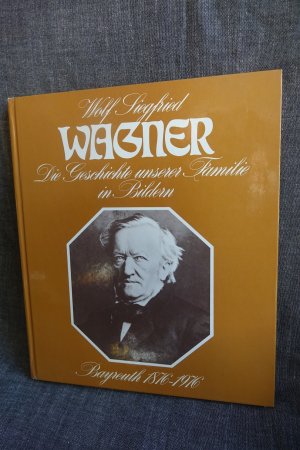 Wolf Siegfried
WAGNER
Die Geschichte unserer Familie
in Bildern
Bayreuth 1876-1976